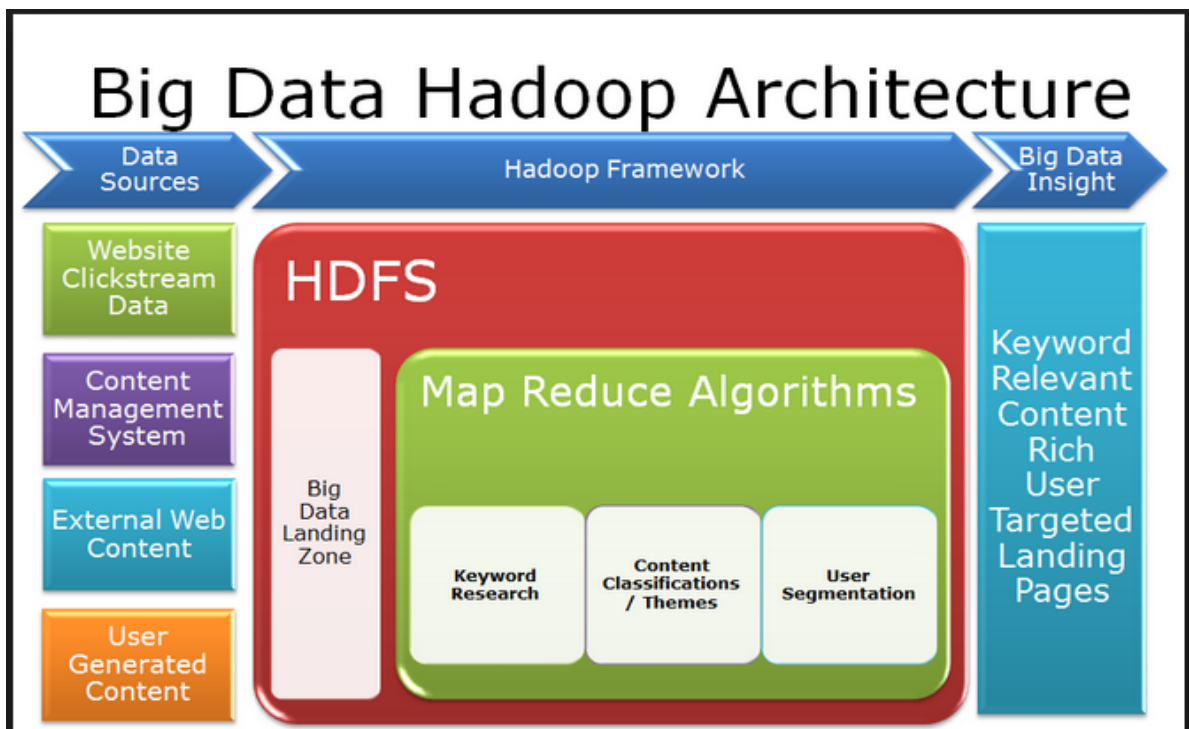 Big Data Hadoop Architecture
Data
Sources
Hadoop Framework
Big Data
Insight
Website
Clickstream
Data
Content
Management
System
External Web
Content
User
Generated
Content
HDFS
Big
Data
Landing
Zone
Map Reduce Algorithms
Keyword
Research
Content
Classifications
/ Themes
User
Segmentation
Keyword
Relevant
Content
Rich
User
Targeted
Landing
Pages